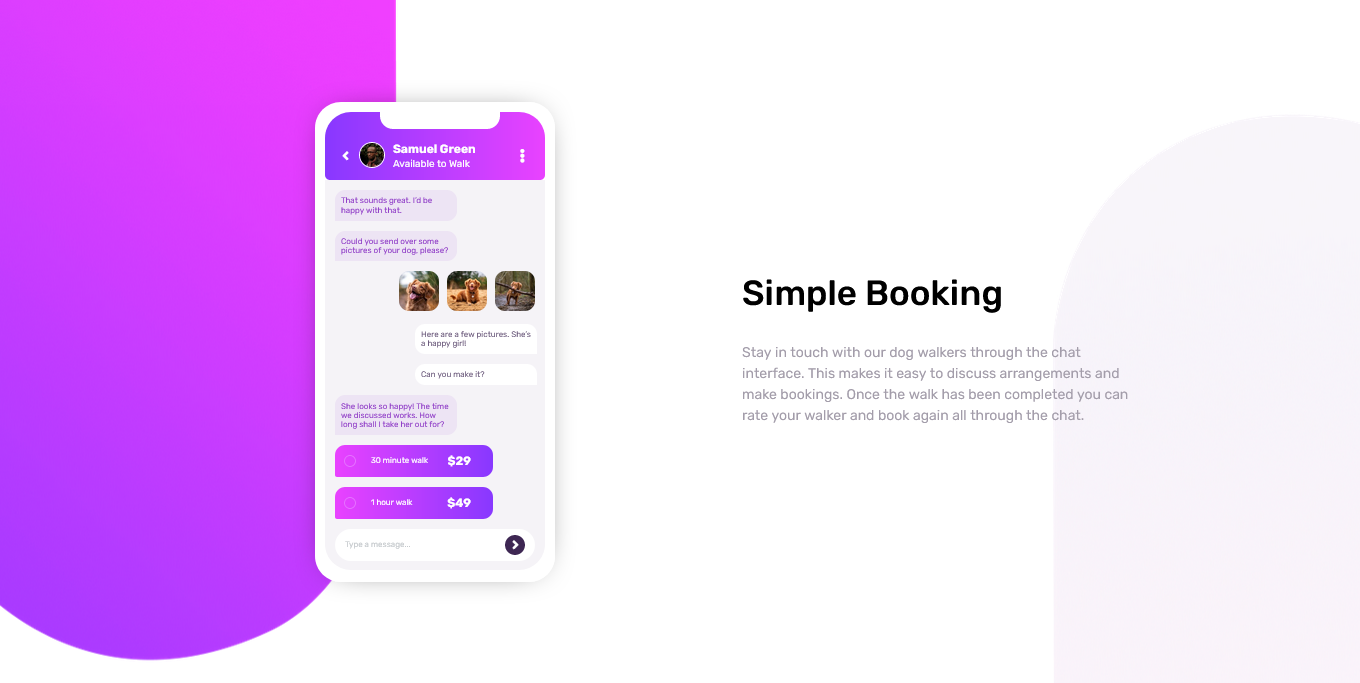 Samuel Green
Available to Walk
That sounds great. I'd be
happy with that.
Could you send over some
pictures of your dog, please?
Here are a few pictures. She's
a happy girl!
Can you make it?
She looks so happy! The time
we discussed works. How
long shall I take her out for?
30 minute walk $29
1 hour walk $49
Type a message...
Simple Booking
Stay in touch with our dog walkers through the chat
interface. This makes it easy to discuss arrangements and
make bookings. Once the walk has been completed you can
rate your walker and book again all through the chat.